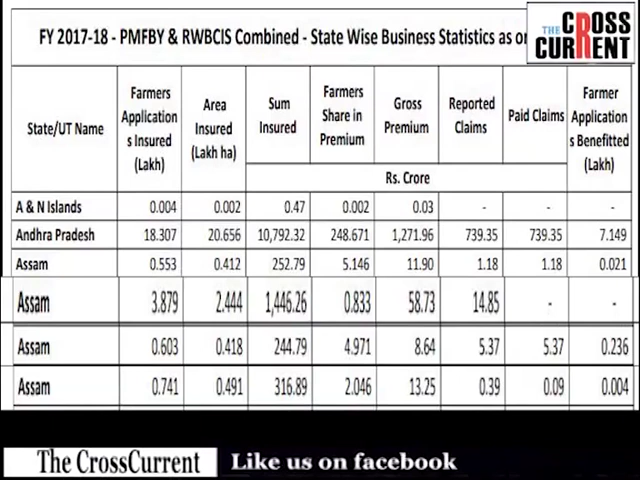 FY 2017-18 - PMFBY & RWBCIS Combined - State Wise Business Statistics as
THE CROSS CURRENT
State/UT Name | Farmers Application s Insured (Lakh) | Area Insured (Lakh ha) | Sum Insured | Farmers Share in Premium | Gross Premium | Reported Claims | Paid Claims | Farmer Application s Benefitted (Lakh)
Rs. Crore
A & N Islands 0.004 0.002 0.47 0.002 0.03 - - -
Andhra Pradesh 18.307 20.656 10,792.32 248.671 1,271.96 739.35 739.35 7.149
Assam 0.553 0.412 252.79 5.146 11.90 1.18 1.18 0.021
Assam 3.879 2.444 1,446.26 0.833 58.73 14.85 - -
Assam 0.603 0.418 244.79 4.971 8.64 5.37 5.37 0.236
Assam 0.741 0.491 316.89 2.046 13.25 0.39 0.09 0.004
The CrossCurrent Like us on facebook